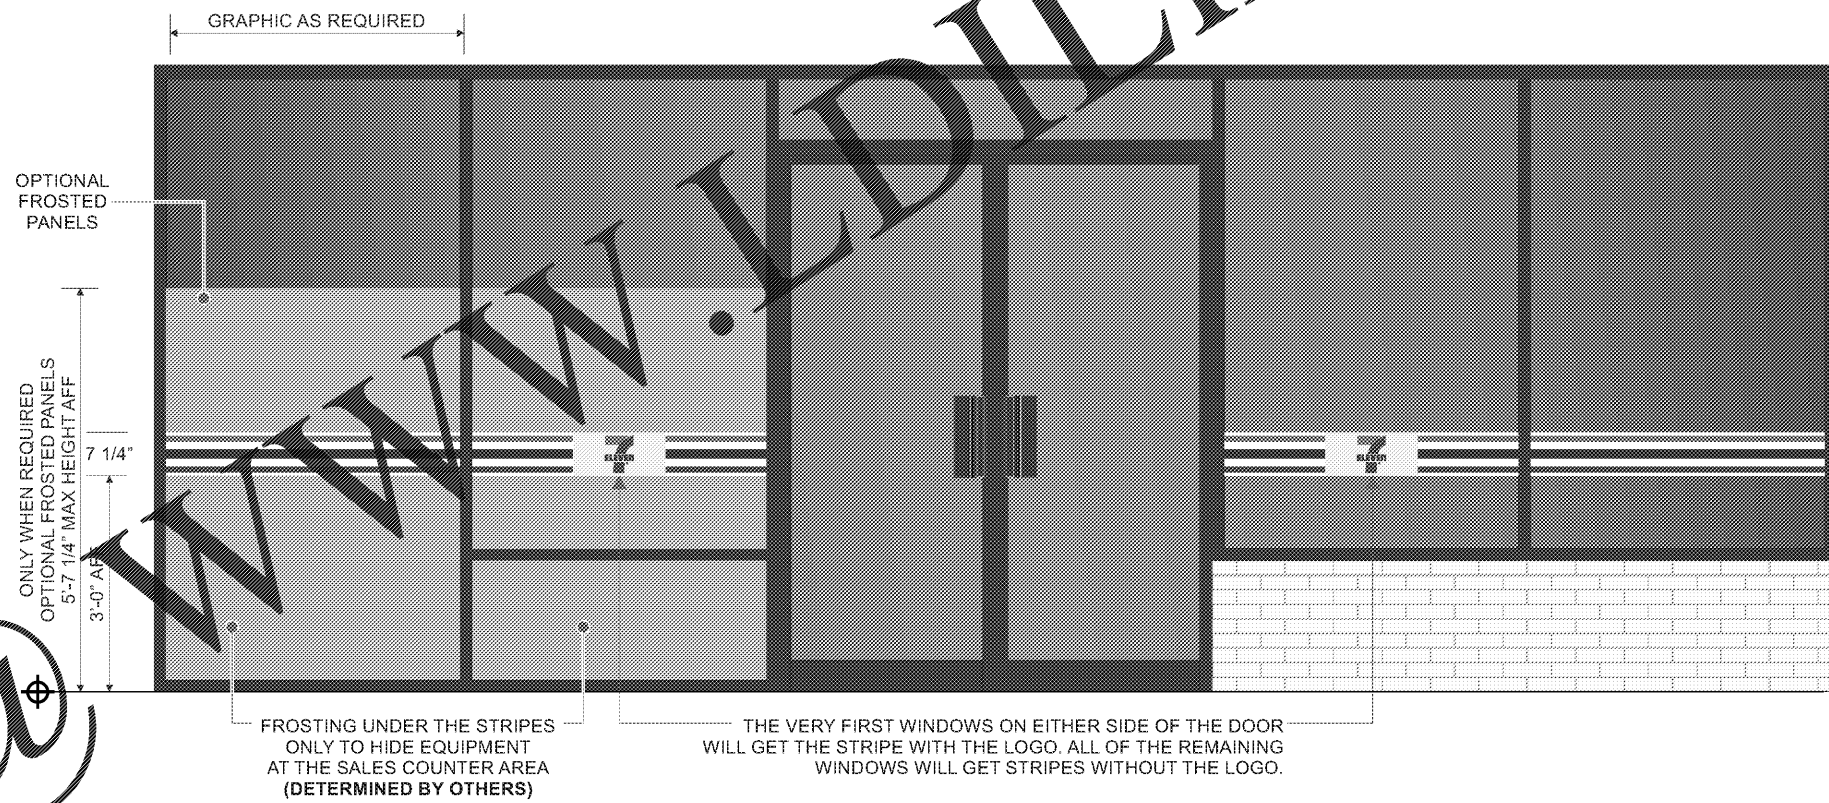 GRAPHIC AS REQUIRED
OPTIONAL
FROSTED
PANELS
ONLY WHEN REQUIRED
OPTIONAL FROSTED PANELS
5'-7 1/4" MAX HEIGHT AFF
7 1/4"
3'-0" AFF
7
ELEVEN
7
ELEVEN
WWW.LDIL
FROSTING UNDER THE STRIPES
ONLY TO HIDE EQUIPMENT
AT THE SALES COUNTER AREA
(DETERMINED BY OTHERS)
THE VERY FIRST WINDOWS ON EITHER SIDE OF THE DOOR
WILL GET THE STRIPE WITH THE LOGO. ALL OF THE REMAINING
WINDOWS WILL GET STRIPES WITHOUT THE LOGO.